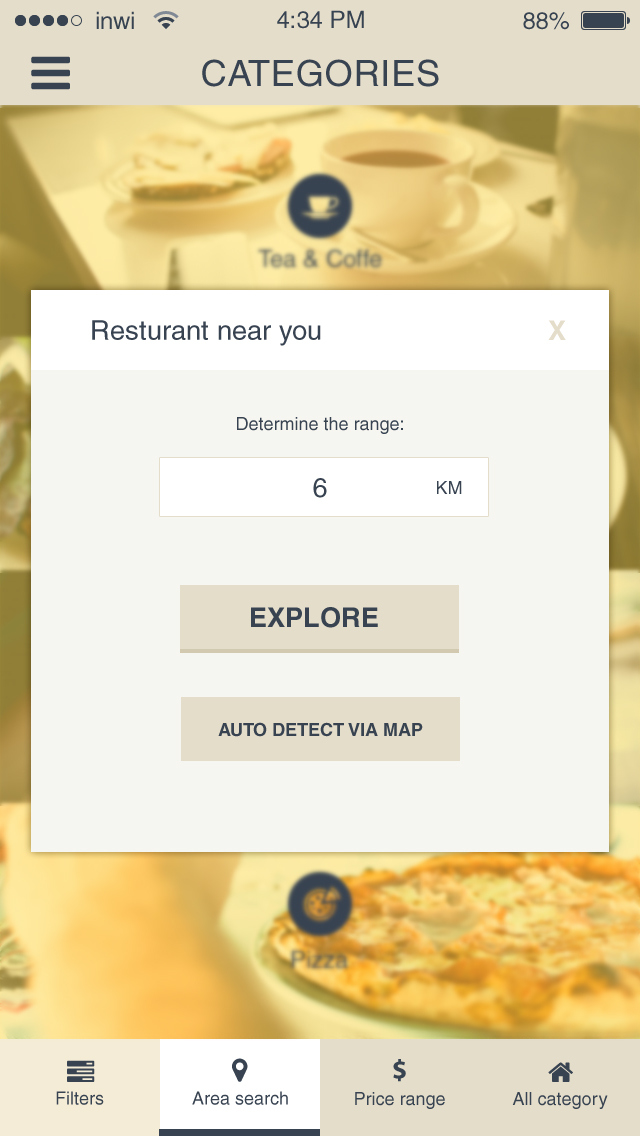 inwi 4:34 PM 88%
CATEGORIES
Tea & Coffe
Resturant near you X
Determine the range:
6 KM
EXPLORE
AUTO DETECT VIA MAP
Pizza
Filters Area search Price range All category